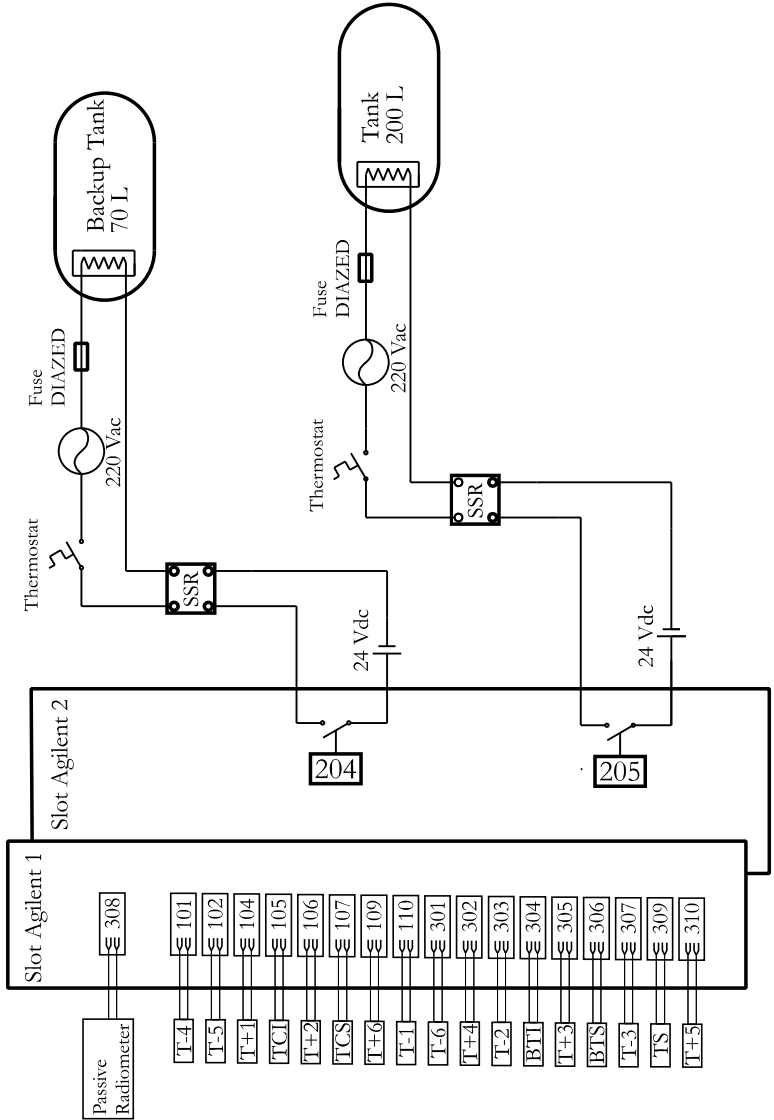 Tank
200 L
Backup Tank
70 L
Fuse
DIAZED
220 Vac
Thermostat
SSR
24 Vdc
Fuse
DIAZED
220 Vac
Thermostat
SSR
24 Vdc
Slot Agilent 2
204
205
Slot Agilent 1
308
101
102
104
105
106
107
109
110
301
302
303
304
305
306
307
309
310
Passive
Radiometer
T-4
T-5
T+1
TCI
T+2
TCS
T+6
T-1
T-6
T+4
T-2
BTI
T+3
BTS
T-3
TS
T+5